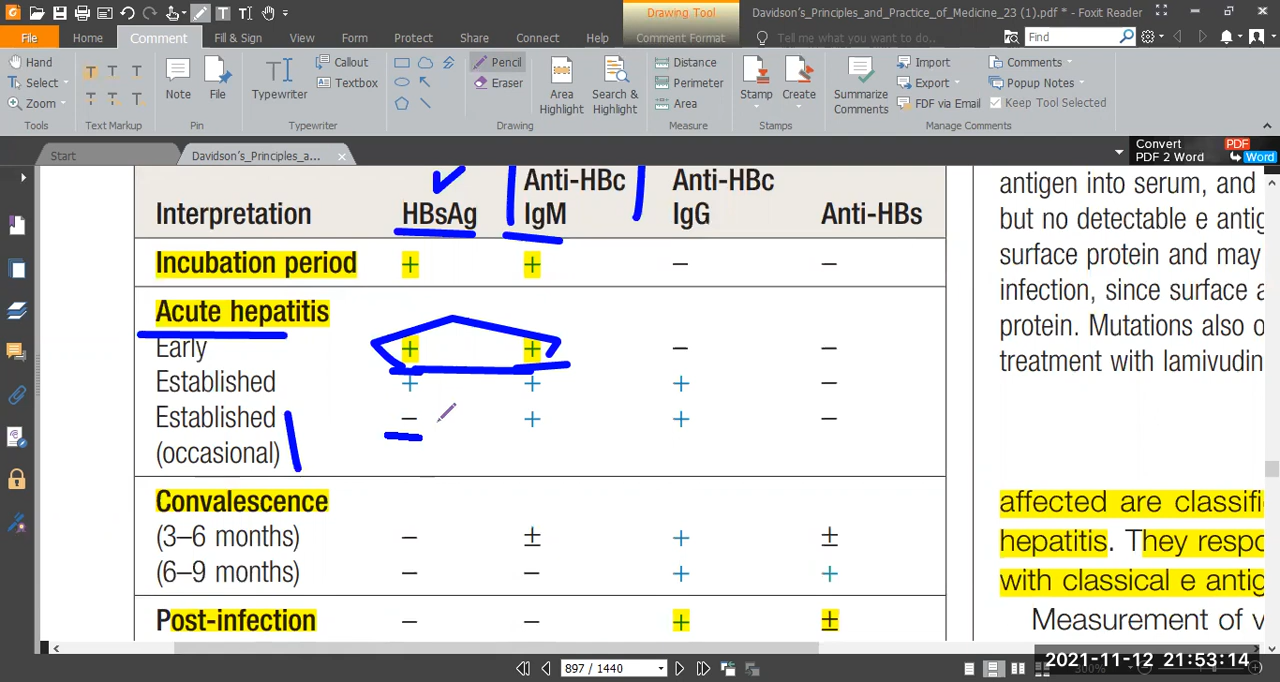 Drawing Tool
Davidson's_Principles_and_Practice_of_Medicine_23 (1).pdf * - Foxit Reader
File Home Comment Fill & Sign View Form Protect Share Connect Help Comment Format Tell me what you want to do.. Find
Hand
Select
Zoom
Tools
T T T
T T T
Text Markup
Note
File
Pin
Typewriter
Callout
Textbox
Typewriter
Pencil
Eraser
Area Highlight
Search & Highlight
Drawing
Distance
Perimeter
Area
Measure
Stamp
Create
Stamps
Summarize Comments
Import
Export
FDF via Email
Comments
Popup Notes
Keep Tool Selected
Manage Comments
Start
Davidson's_Principles_a...
Convert PDF
PDF 2 Word Word
Anti-HBc Anti-HBc
Interpretation HBsAg IgM IgG Anti-HBs
Incubation period + + – –
Acute hepatitis
Early + + – –
Established + + + –
Established – + + –
(occasional)
Convalescence
(3–6 months) – ± + ±
(6–9 months) – – + +
Post-infection – – + ±
antigen into serum, and
but no detectable e antig
surface protein and may
infection, since surface a
protein. Mutations also o
treatment with lamivudin
affected are classifi
hepatitis. They respo
with classical e antig
Measurement of v
897 / 1440
2021-11-12 21:53:14